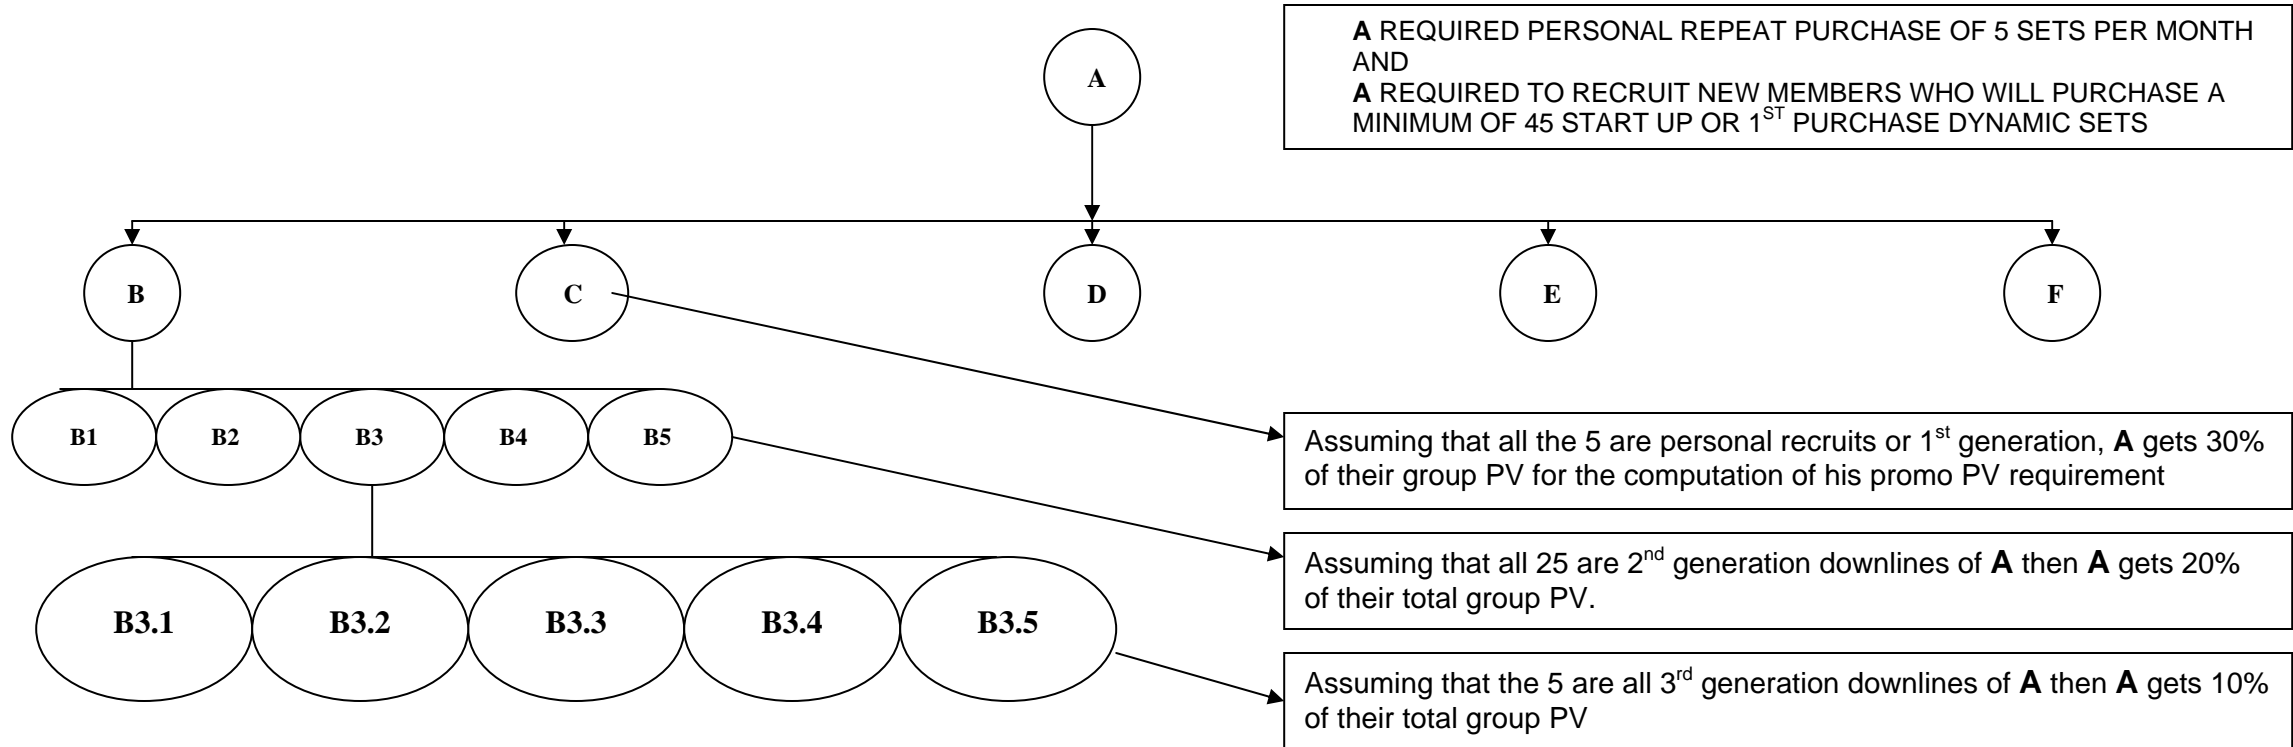 A
A REQUIRED PERSONAL REPEAT PURCHASE OF 5 SETS PER MONTH
AND
A REQUIRED TO RECRUIT NEW MEMBERS WHO WILL PURCHASE A
MINIMUM OF 45 START UP OR 1ST PURCHASE DYNAMIC SETS
B
C
D
E
F
B1
B2
B3
B4
B5
Assuming that all the 5 are personal recruits or 1st generation, A gets 30%
of their group PV for the computation of his promo PV requirement
Assuming that all 25 are 2nd generation downlines of A then A gets 20%
of their total group PV.
B3.1
B3.2
B3.3
B3.4
B3.5
Assuming that the 5 are all 3rd generation downlines of A then A gets 10%
of their total group PV